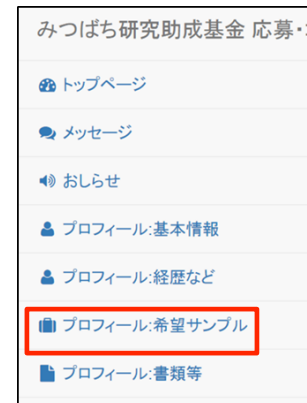 みつばち研究助成基金 応募・
トップページ
メッセージ
おしらせ
プロフィール:基本情報
プロフィール:経歴など
プロフィール:希望サンプル
プロフィール:書類等